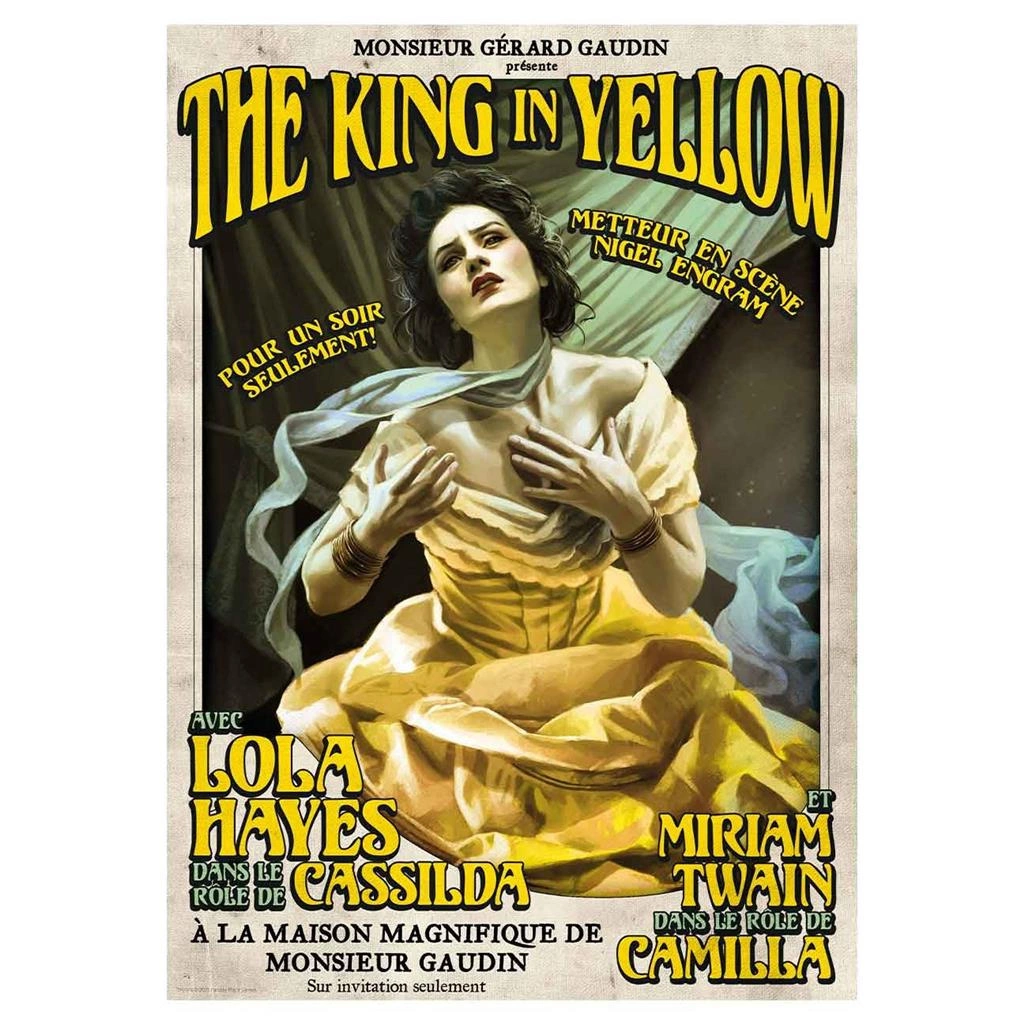 MONSIEUR GÉRARD GAUDIN
présente
THE KING IN YELLOW
METTEUR EN SCÈNE
NIGEL ENGRAM
POUR UN SOIR
SEULEMENT!
AVEC
LOLA
HAYES
DANS LE
RÔLE DE CASSILDA
ET
MIRIAM
TWAIN
DANS LE RÔLE DE
CAMILLA
À LA MAISON MAGNIFIQUE DE
MONSIEUR GAUDIN
Sur invitation seulement